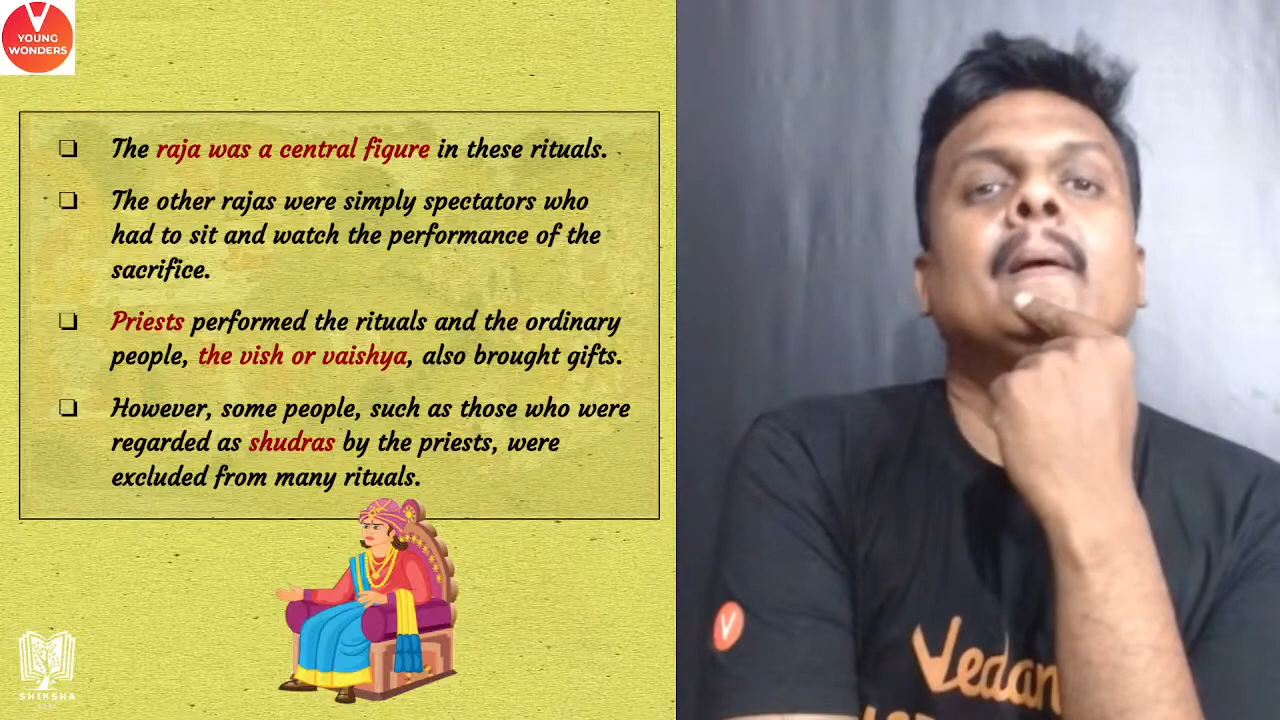 YOUNG
WONDERS
The raja was a central figure in these rituals.
The other rajas were simply spectators who
had to sit and watch the performance of the
sacrifice.
Priests performed the rituals and the ordinary
people, the vish or vaishya, also brought gifts.
However, some people, such as those who were
regarded as shudras by the priests, were
excluded from many rituals.
SHIKSHA
Vedan